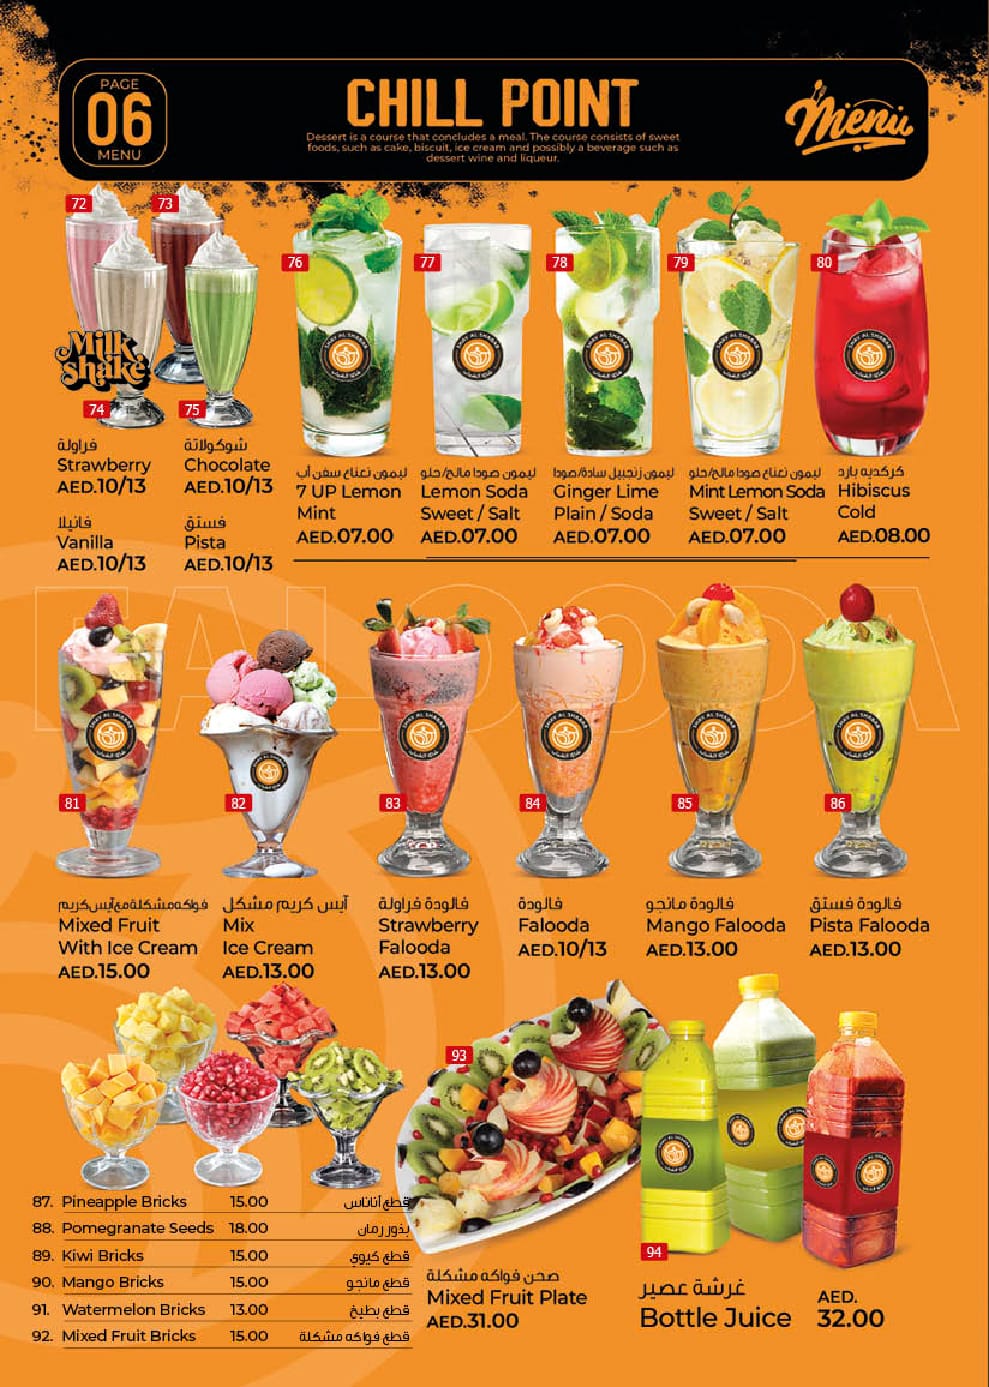 PAGE
06
MENU
CHILL POINT
Dessert is a course that concludes a meal. The course consists of sweet
foods, such as cake, biscuit, ice cream and possibly a beverage such as
dessert wine and liqueur.
Menu
72
73
Milk
shake
74
75
76
77
78
79
80
فراولة
Strawberry
AED.10/13
شوكولاتة
Chocolate
AED.10/13
فانيلا
Vanilla
AED.10/13
فستق
Pista
AED.10/13
ليمون نعناع سفن أب
7 UP Lemon
Mint
AED.07.00
ليمون صودا مالح/حلو
Lemon Soda
Sweet / Salt
AED.07.00
ليمون زنجبيل سادة/صودا
Ginger Lime
Plain / Soda
AED.07.00
ليمون نعناع صودا مالح/حلو
Mint Lemon Soda
Sweet / Salt
AED.07.00
كركديه بارد
Hibiscus
Cold
AED.08.00
FALOODA
81
82
83
84
85
86
فواكه مشكلة مع آيس كريم
Mixed Fruit
With Ice Cream
AED.15.00
آيس كريم مشكل
Mix
Ice Cream
AED.13.00
فالودة فراولة
Strawberry
Falooda
AED.13.00
فالودة
Falooda
AED.10/13
فالودة مانجو
Mango Falooda
AED.13.00
فالودة فستق
Pista Falooda
AED.13.00
87. Pineapple Bricks 15.00 قطع أناناس
88. Pomegranate Seeds 18.00 بذور رمان
89. Kiwi Bricks 15.00 قطع كيوي
90. Mango Bricks 15.00 قطع مانجو
91. Watermelon Bricks 13.00 قطع بطيخ
92. Mixed Fruit Bricks 15.00 قطع فواكه مشكلة
93
صحن فواكه مشكلة
Mixed Fruit Plate
AED.31.00
94
غرشة عصير
Bottle Juice
AED.
32.00